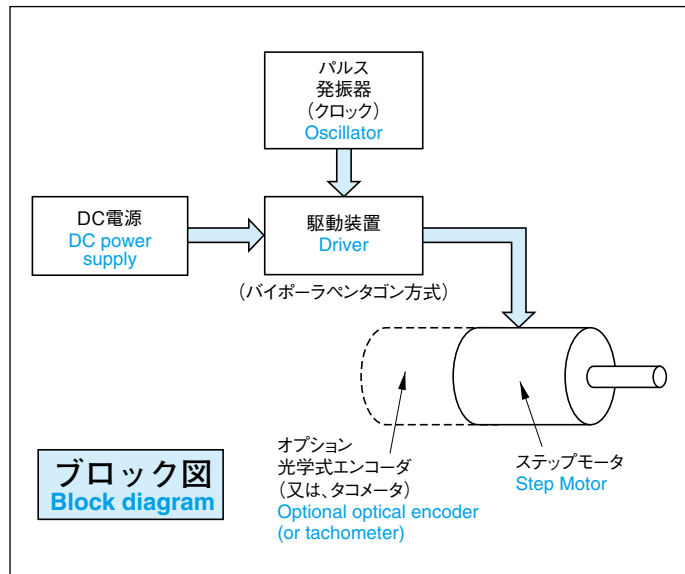 パルス
発振器
(クロック)
Oscillator
DC電源
DC power
supply
駆動装置
Driver
(バイポーラペンタゴン方式)
オプション
光学式エンコーダ
(又は、タコメータ)
Optional optical encoder
(or tachometer)
ステップモータ
Step Motor
ブロック図
Block diagram